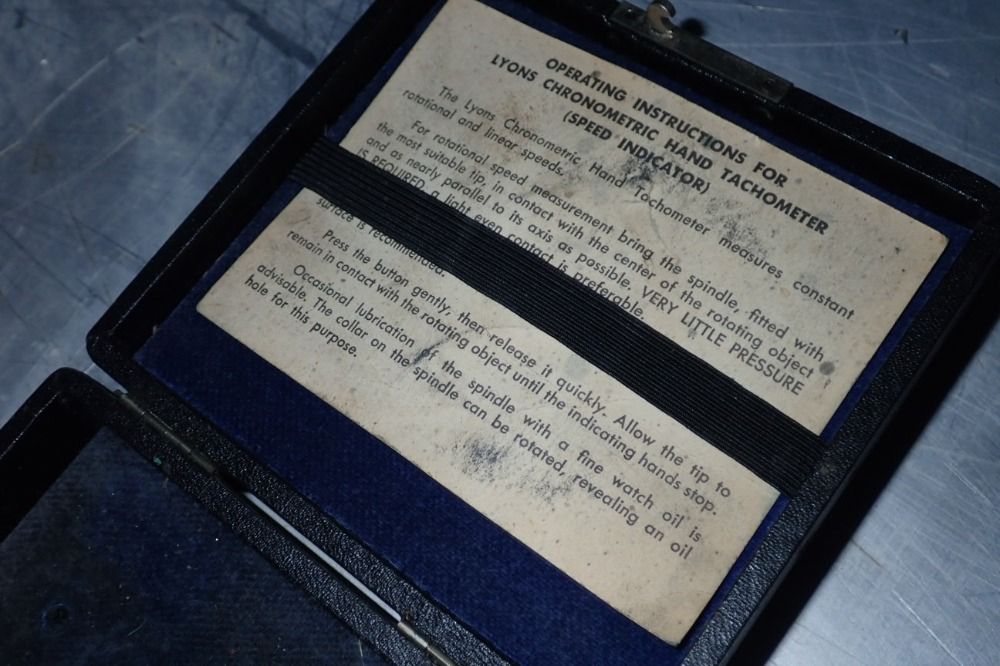 OPERATING INSTRUCTIONS FOR
LYONS CHRONOMETRIC HAND TACHOMETER
(SPEED INDICATOR)
The Lyons Chronometric Hand Tachometer measures constant
rotational and linear speeds.
For rotational speed measurement bring the spindle, fitted with
the most suitable tip, in contact with the center of the rotating object
and as nearly parallel to its axis as possible. VERY LITTLE PRESSURE
IS REQUIRED. A light even contact is preferable.
surface is recommended.
Press the button gently, then release it quickly. Allow the tip to
remain in contact with the rotating object until the indicating hands stop.
Occasional lubrication of the spindle with a fine watch oil is
advisable. The collar on the spindle can be rotated, revealing an oil
hole for this purpose.